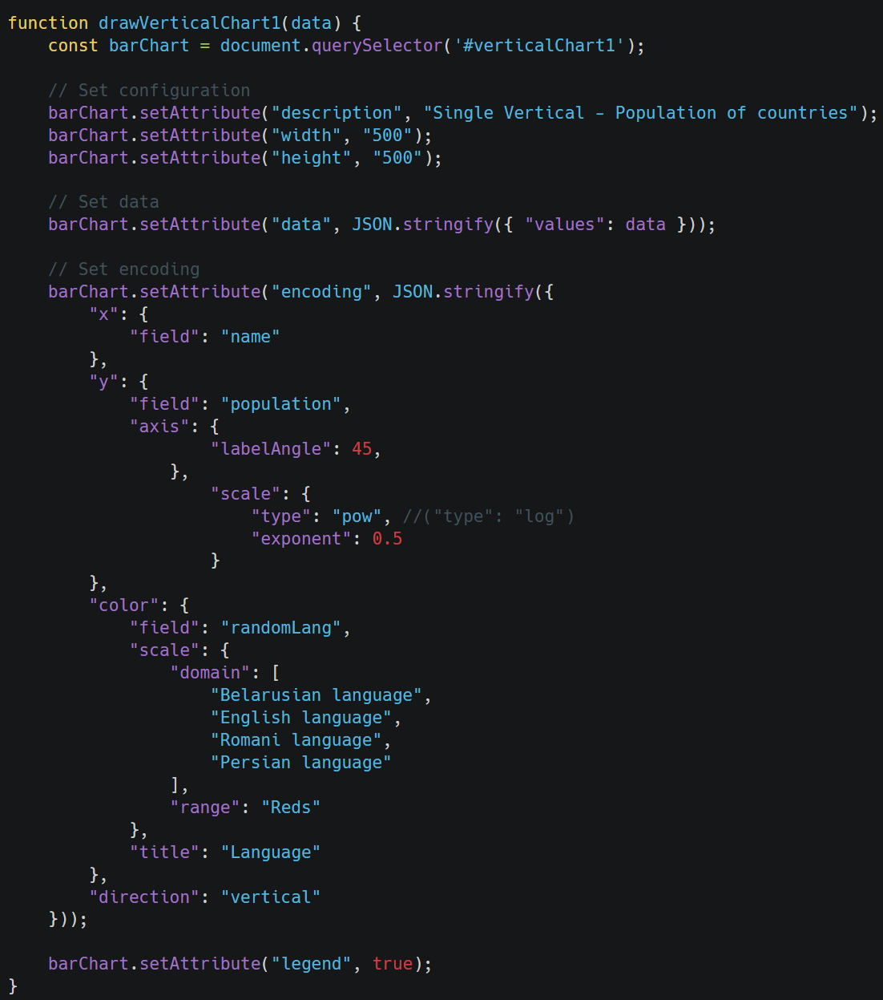 function drawVerticalChart1(data) {
    const barChart = document.querySelector('#verticalChart1');

    // Set configuration
    barChart.setAttribute("description", "Single Vertical - Population of countries");
    barChart.setAttribute("width", "500");
    barChart.setAttribute("height", "500");

    // Set data
    barChart.setAttribute("data", JSON.stringify({ "values": data }));

    // Set encoding
    barChart.setAttribute("encoding", JSON.stringify({
        "x": {
            "field": "name"
        },
        "y": {
            "field": "population",
            "axis": {
                    "labelAngle": 45,
                },
                    "scale": {
                        "type": "pow", //("type": "log")
                        "exponent": 0.5
                    }
        },
        "color": {
            "field": "randomLang",
            "scale": {
                "domain": [
                    "Belarusian language",
                    "English language",
                    "Romani language",
                    "Persian language"
                ],
                "range": "Reds"
            },
            "title": "Language"
        },
        "direction": "vertical"
    }));

    barChart.setAttribute("legend", true);
}